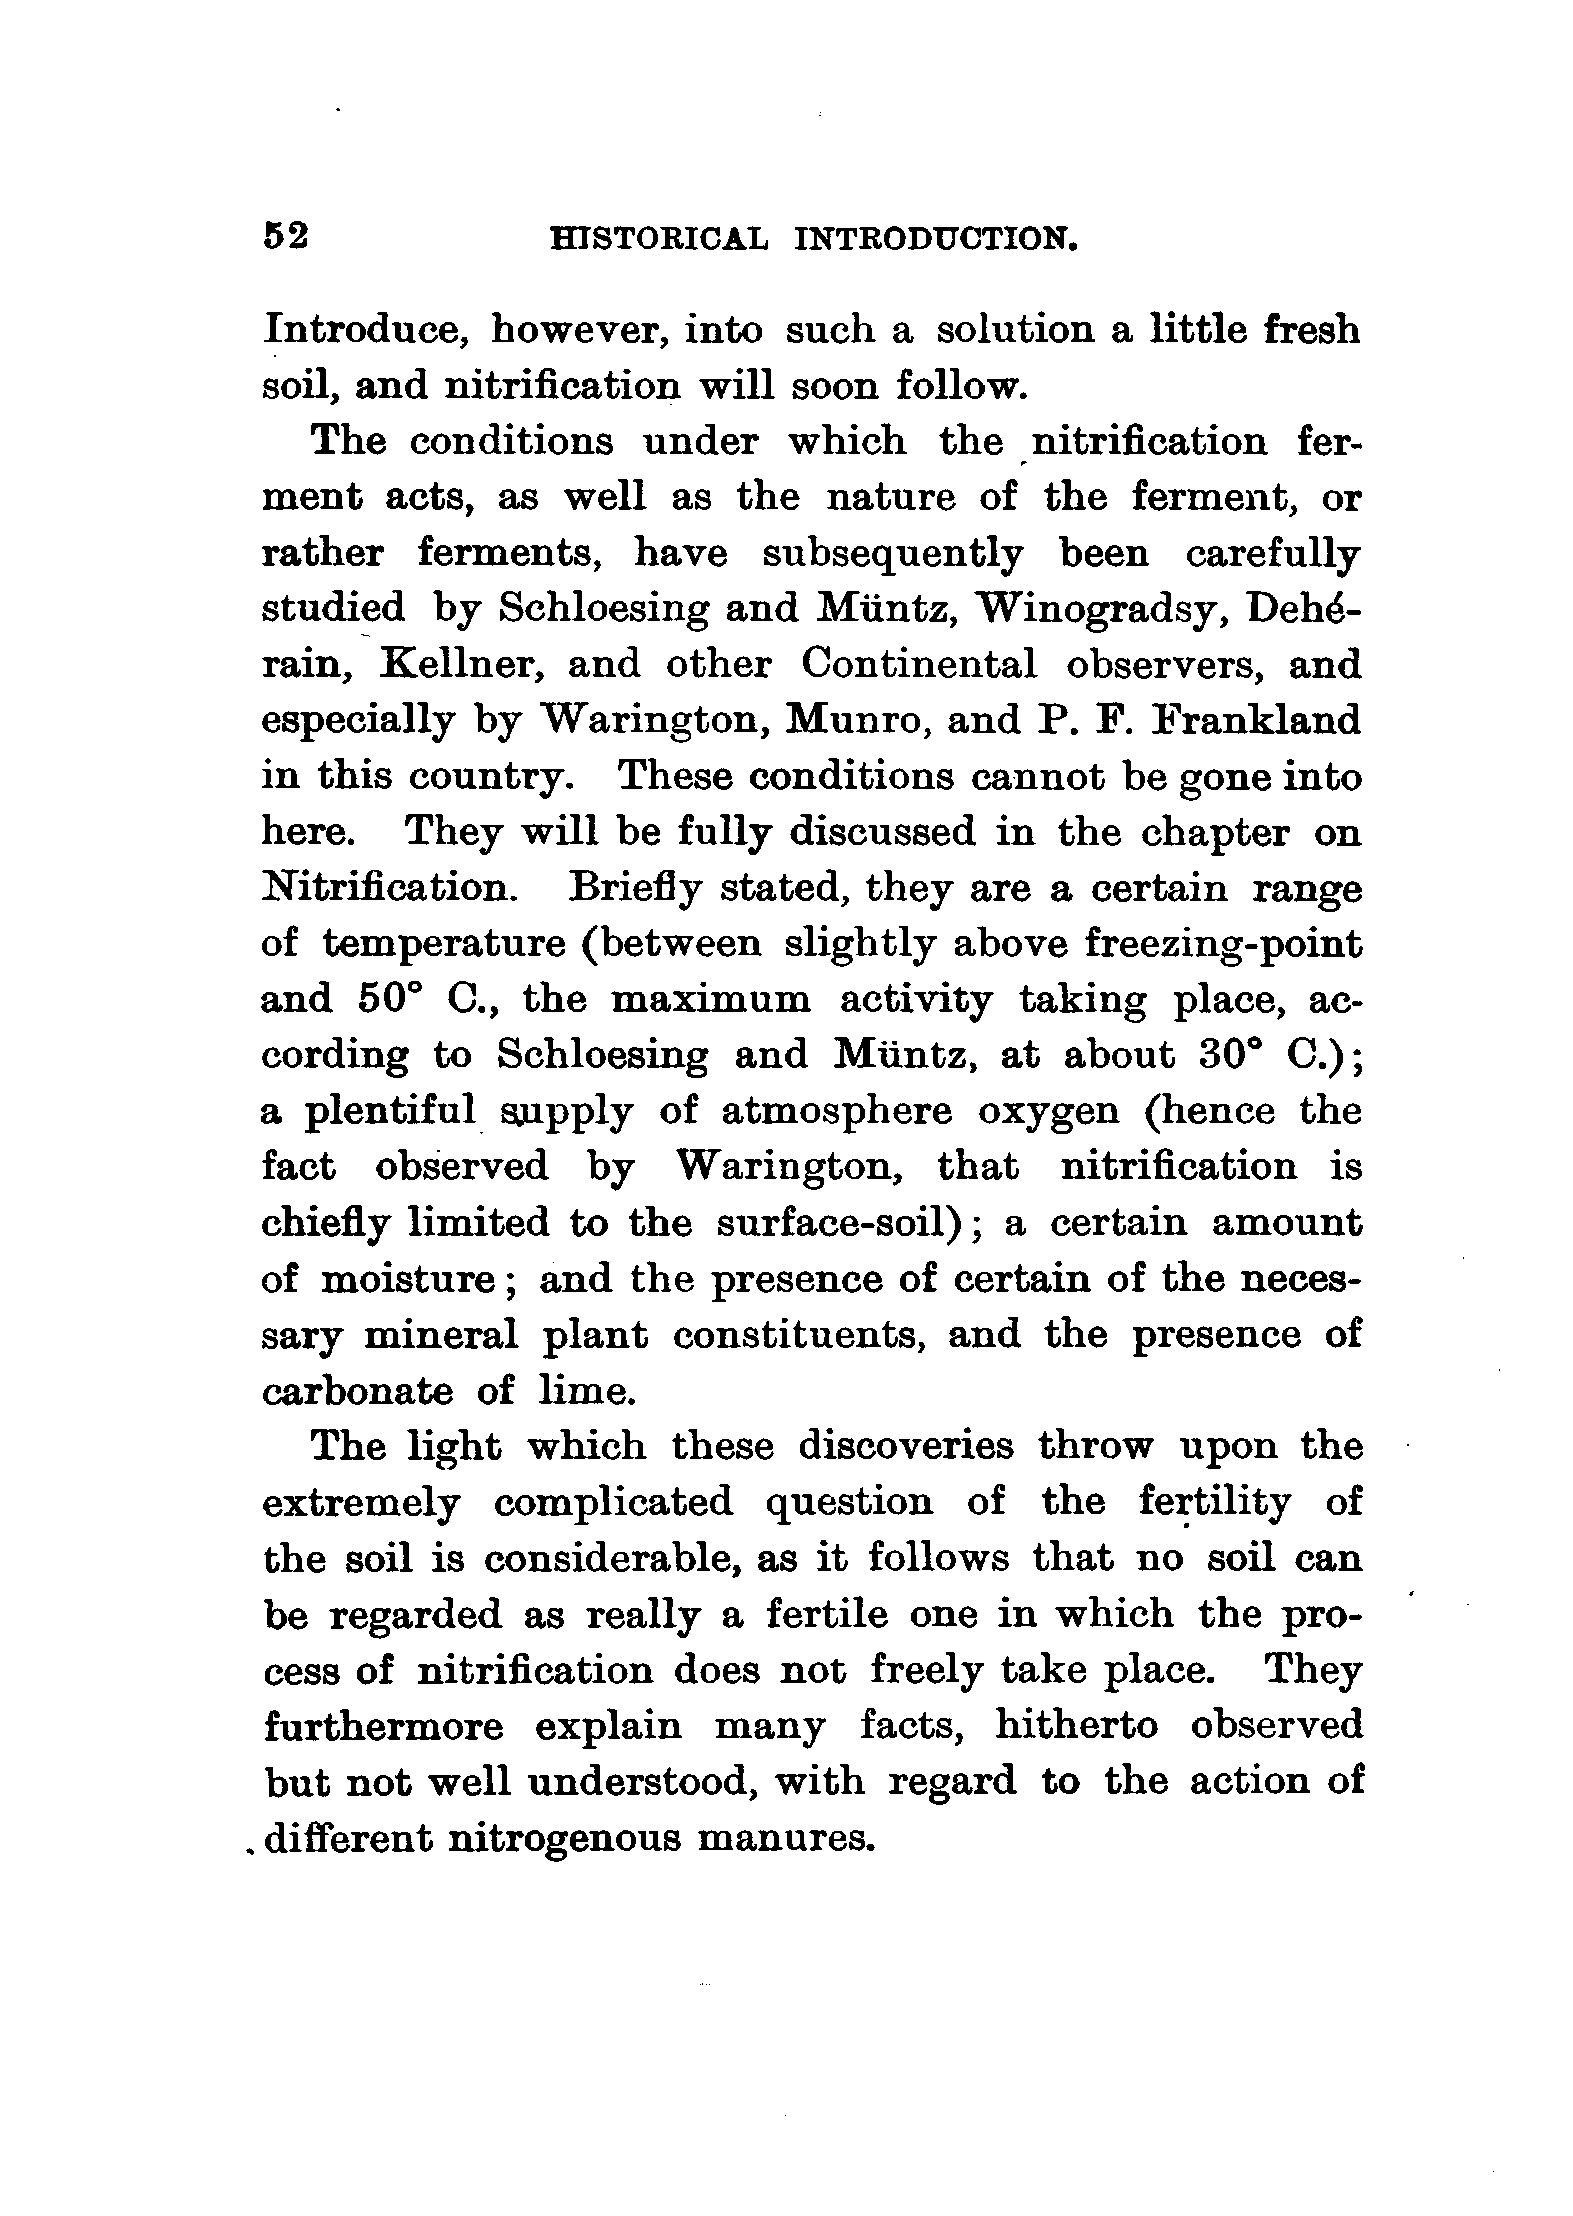 52 HISTORICAL INTRODUCTION.
Introduce, however, into such a solution a little fresh
soil, and nitrification will soon follow.
The conditions under which the nitrification fer-
ment acts, as well as the nature of the ferment, or
rather ferments, have subsequently been carefully
studied by Schloesing and Müntz, Winogradsy, Dehé-
rain, Kellner, and other Continental observers, and
especially by Warington, Munro, and P. F. Frankland
in this country. These conditions cannot be gone into
here. They will be fully discussed in the chapter on
Nitrification. Briefly stated, they are a certain range
of temperature (between slightly above freezing-point
and 50° C., the maximum activity taking place, ac-
cording to Schloesing and Müntz, at about 30° C.);
a plentiful supply of atmosphere oxygen (hence the
fact observed by Warington, that nitrification is
chiefly limited to the surface-soil); a certain amount
of moisture; and the presence of certain of the neces-
sary mineral plant constituents, and the presence of
carbonate of lime.
The light which these discoveries throw upon the
extremely complicated question of the fertility of
the soil is considerable, as it follows that no soil can
be regarded as really a fertile one in which the pro-
cess of nitrification does not freely take place. They
furthermore explain many facts, hitherto observed
but not well understood, with regard to the action of
different nitrogenous manures.